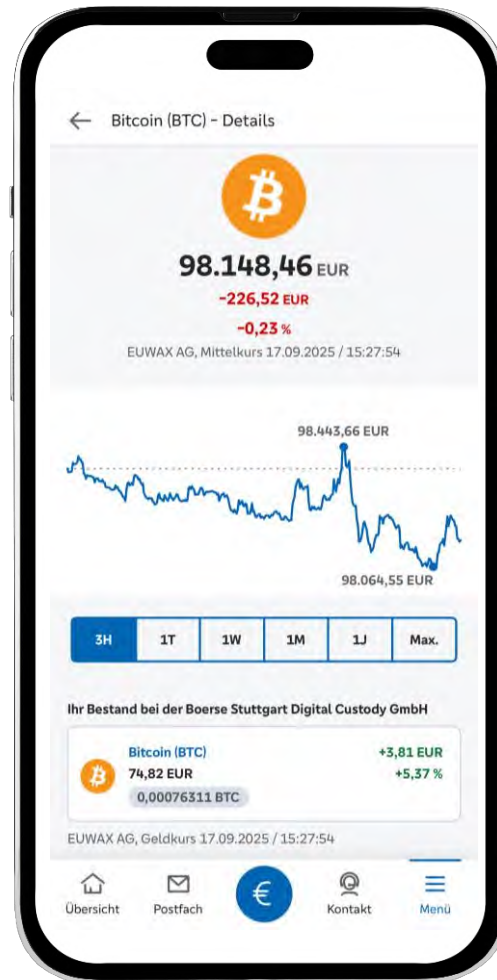 Bitcoin (BTC) – Details
98.148,46 EUR
-226,52 EUR
-0,23 %
EUWAX AG, Mittelkurs 17.09.2025 / 15:27:54
98.443,66 EUR
98.064,55 EUR
3H 1T 1W 1M 1J Max.
Ihr Bestand bei der Boerse Stuttgart Digital Custody GmbH
Bitcoin (BTC) +3,81 EUR
74,82 EUR +5,37 %
0,00076311 BTC
EUWAX AG, Geldkurs 17.09.2025 / 15:27:54
Übersicht Postfach € Kontakt Menü